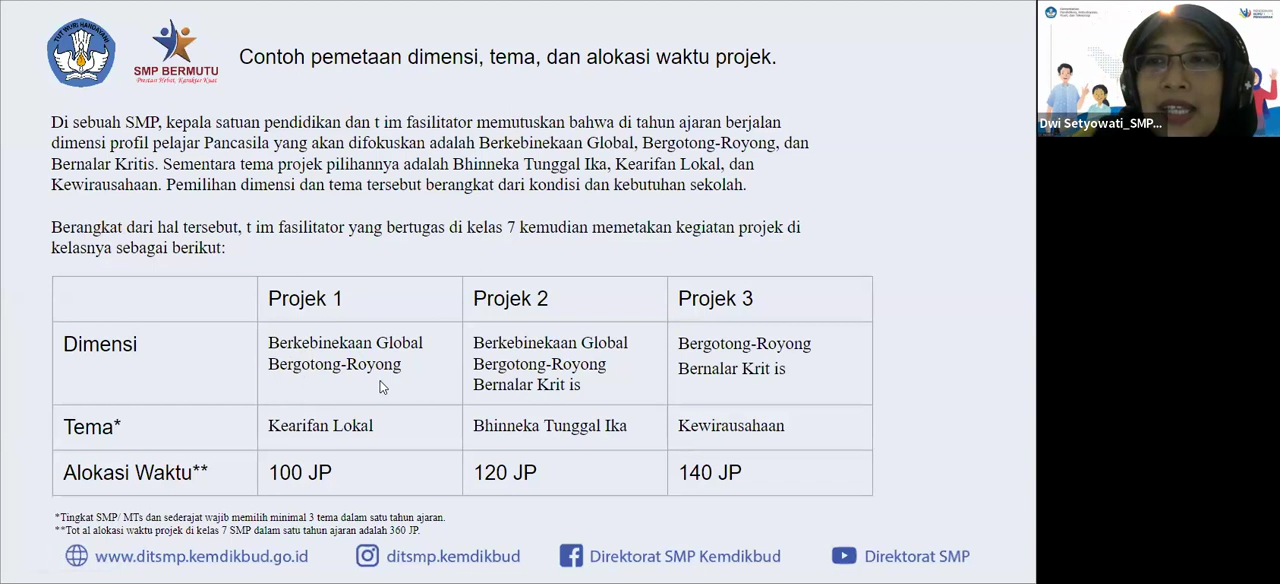 TUT WURI HANDAYANI
SMP BERMUTU
Prestasi Hebat, Karakter Kuat
Contoh pemetaan dimensi, tema, dan alokasi waktu projek.
Di sebuah SMP, kepala satuan pendidikan dan t im fasilitator memutuskan bahwa di tahun ajaran berjalan
dimensi profil pelajar Pancasila yang akan difokuskan adalah Berkebinekaan Global, Bergotong-Royong, dan
Bernalar Kritis. Sementara tema projek pilihannya adalah Bhinneka Tunggal Ika, Kearifan Lokal, dan
Kewirausahaan. Pemilihan dimensi dan tema tersebut berangkat dari kondisi dan kebutuhan sekolah.
Berangkat dari hal tersebut, t im fasilitator yang bertugas di kelas 7 kemudian memetakan kegiatan projek di
kelasnya sebagai berikut:
Projek 1 Projek 2 Projek 3
Dimensi
Berkebinekaan Global
Bergotong-Royong
Berkebinekaan Global
Bergotong-Royong
Bernalar Krit is
Bergotong-Royong
Bernalar Krit is
Tema* Kearifan Lokal Bhinneka Tunggal Ika Kewirausahaan
Alokasi Waktu** 100 JP 120 JP 140 JP
*Tingkat SMP/ MTs dan sederajat wajib memilih minimal 3 tema dalam satu tahun ajaran.
**Tot al alokasi waktu projek di kelas 7 SMP dalam satu tahun ajaran adalah 360 JP.
www.ditsmp.kemdikbud.go.id ditsmp.kemdikbud Direktorat SMP Kemdikbud Direktorat SMP
Dwi Setyowati_SMP...